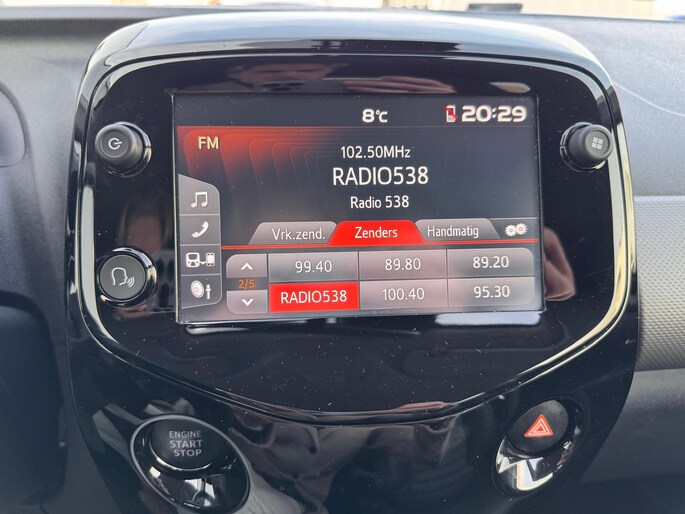 8°C 20:29
FM
102.50MHz
RADIO538
Radio 538
Vrk.zend. Zenders Handmatig
99.40 89.80 89.20
2/5
RADIO538 100.40 95.30
ENGINE
START
STOP